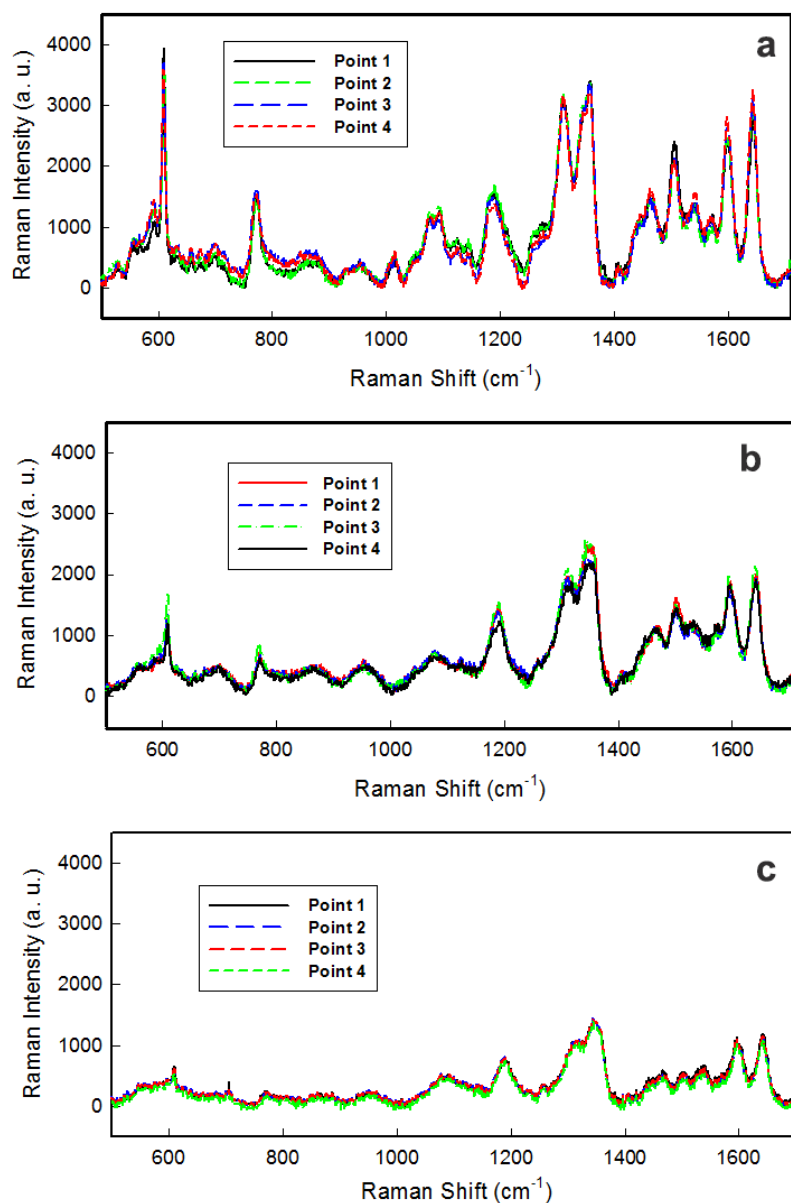 a
4000
3000
2000
1000
0
Raman Intensity (a. u.)
Point 1
Point 2
Point 3
Point 4
600 800 1000 1200 1400 1600
Raman Shift (cm⁻¹)
b
4000
3000
2000
1000
0
Raman Intensity (a. u.)
Point 1
Point 2
Point 3
Point 4
600 800 1000 1200 1400 1600
Raman Shift (cm⁻¹)
c
4000
3000
2000
1000
0
Raman Intensity (a. u.)
Point 1
Point 2
Point 3
Point 4
600 800 1000 1200 1400 1600
Raman Shift (cm⁻¹)